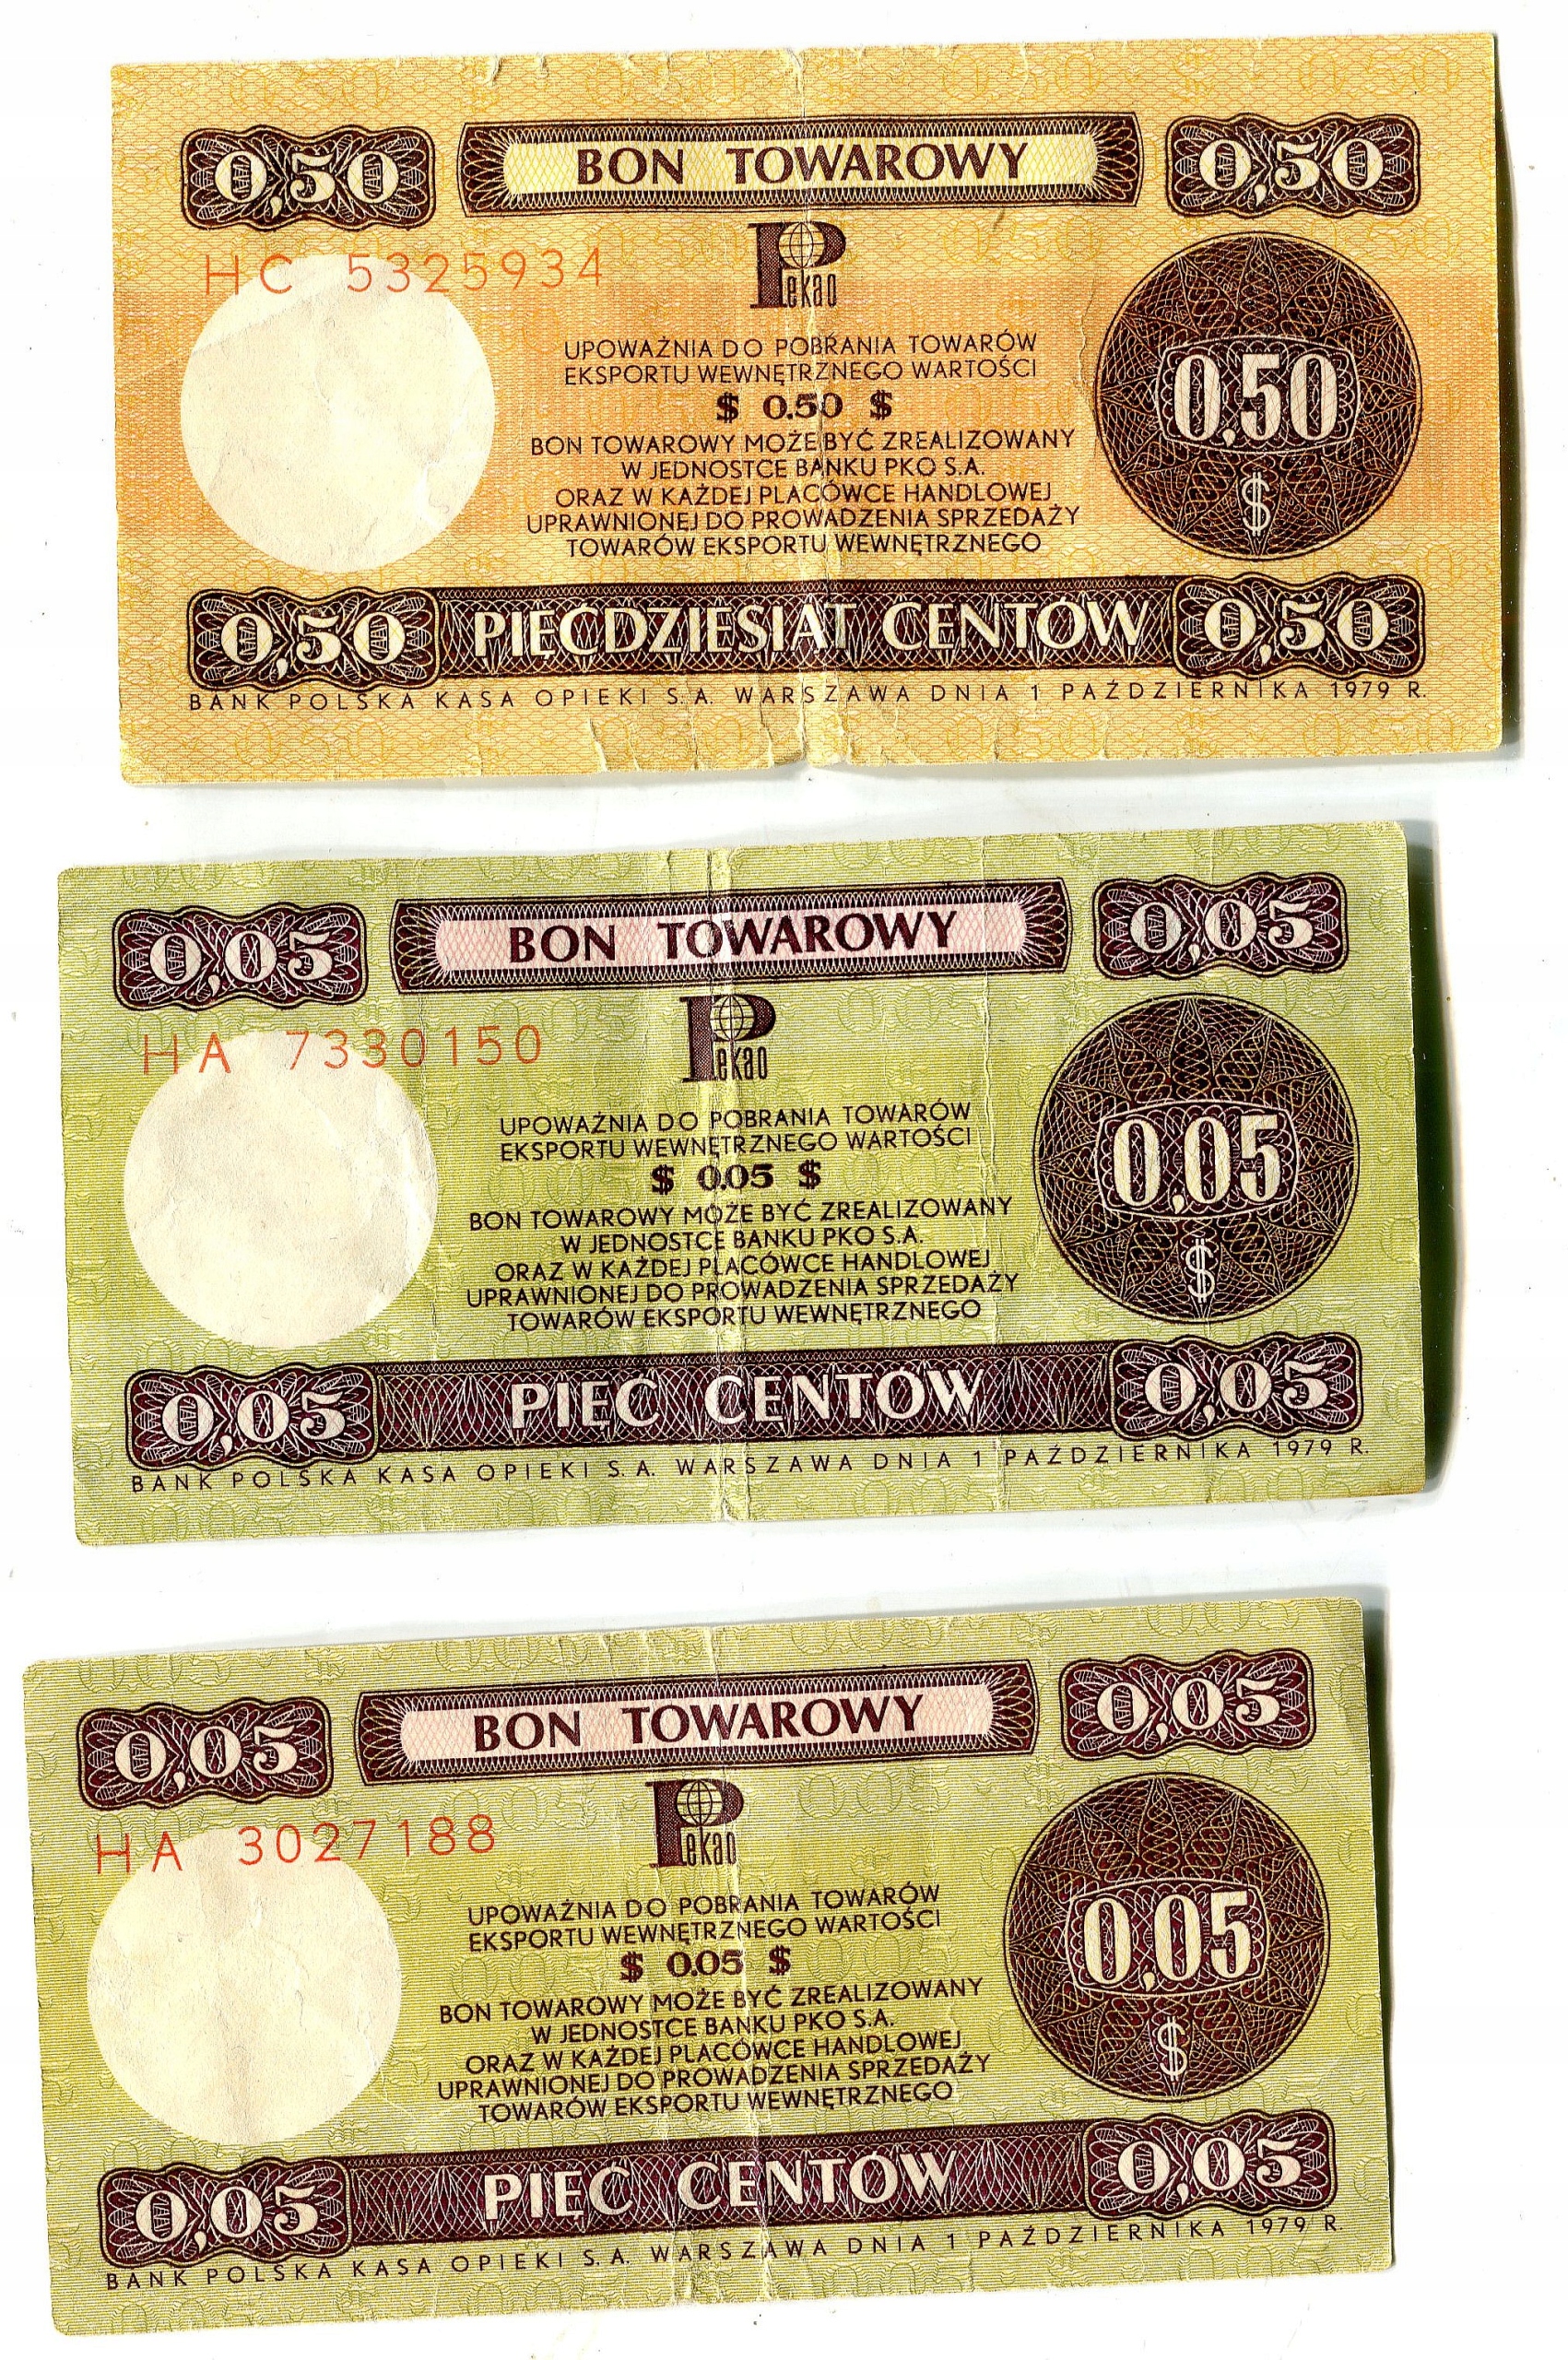 0,50 BON TOWAROWY 0,50
HC 5325934
Pekao
UPOWAŻNIA DO POBRANIA TOWARÓW
EKSPORTU WEWNĘTRZNEGO WARTOŚCI
$ 0.50 $
0,50
$
BON TOWAROWY MOŻE BYĆ ZREALIZOWANY
W JEDNOSTCE BANKU PKO S.A.
ORAZ W KAŻDEJ PLACÓWCE HANDLOWEJ
UPRAWNIONEJ DO PROWADZENIA SPRZEDAŻY
TOWARÓW EKSPORTU WEWNĘTRZNEGO
0,50 PIĘĆDZIESIĄT CENTÓW 0,50
BANK POLSKA KASA OPIEKI S.A. WARSZAWA DNIA 1 PAŹDZIERNIKA 1979 R.
0,05 BON TOWAROWY 0,05
HA 7330150
Pekao
UPOWAŻNIA DO POBRANIA TOWARÓW
EKSPORTU WEWNĘTRZNEGO WARTOŚCI
$ 0.05 $
0,05
$
BON TOWAROWY MOŻE BYĆ ZREALIZOWANY
W JEDNOSTCE BANKU PKO S.A.
ORAZ W KAŻDEJ PLACÓWCE HANDLOWEJ
UPRAWNIONEJ DO PROWADZENIA SPRZEDAŻY
TOWARÓW EKSPORTU WEWNĘTRZNEGO
0,05 PIĘĆ CENTÓW 0,05
BANK POLSKA KASA OPIEKI S.A. WARSZAWA DNIA 1 PAŹDZIERNIKA 1979 R.
0,05 BON TOWAROWY 0,05
HA 3027188
Pekao
UPOWAŻNIA DO POBRANIA TOWARÓW
EKSPORTU WEWNĘTRZNEGO WARTOŚCI
$ 0.05 $
0,05
$
BON TOWAROWY MOŻE BYĆ ZREALIZOWANY
W JEDNOSTCE BANKU PKO S.A.
ORAZ W KAŻDEJ PLACÓWCE HANDLOWEJ
UPRAWNIONEJ DO PROWADZENIA SPRZEDAŻY
TOWARÓW EKSPORTU WEWNĘTRZNEGO
0,05 PIĘĆ CENTÓW 0,05
BANK POLSKA KASA OPIEKI S.A. WARSZAWA DNIA 1 PAŹDZIERNIKA 1979 R.